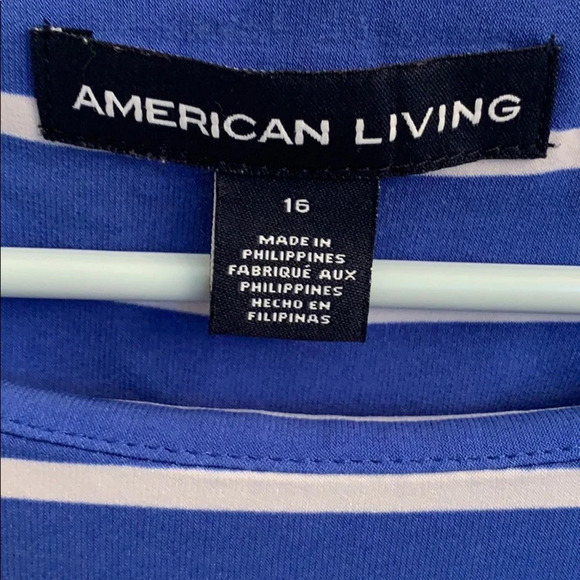 AMERICAN LIVING
16
MADE IN
PHILIPPINES
FABRIQUÉ AUX
PHILIPPINES
HECHO EN
FILIPINAS